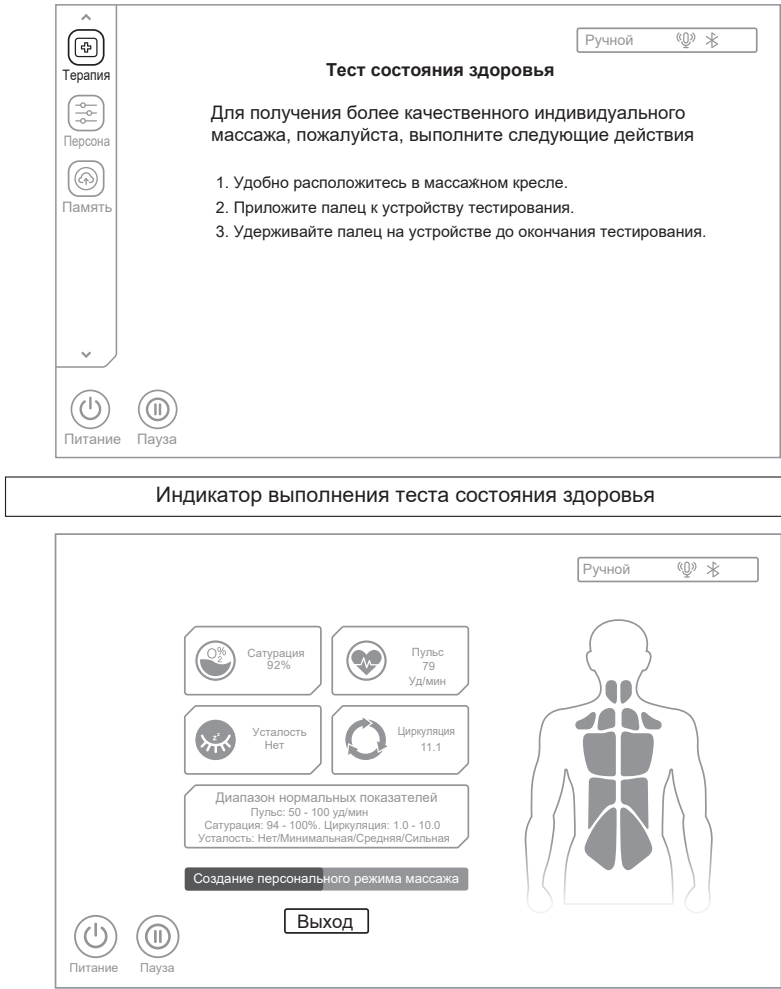 Ручной
Терапия
Тест состояния здоровья
Для получения более качественного индивидуального
массажа, пожалуйста, выполните следующие действия
Персона
1. Удобно расположитесь в массажном кресле.
Память
2. Приложите палец к устройству тестирования.
3. Удерживайте палец на устройстве до окончания тестирования.
Питание Пауза
Индикатор выполнения теста состояния здоровья
Ручной
O2%
Сатурация
92%
Пульс
79
Уд/мин
zz
Усталость
Нет
Циркуляция
11.1
Диапазон нормальных показателей
Пульс: 50 - 100 уд/мин
Сатурация: 94 - 100%. Циркуляция: 1.0 - 10.0
Усталость: Нет/Минимальная/Средняя/Сильная
Создание персонального режима массажа
Выход
Питание Пауза